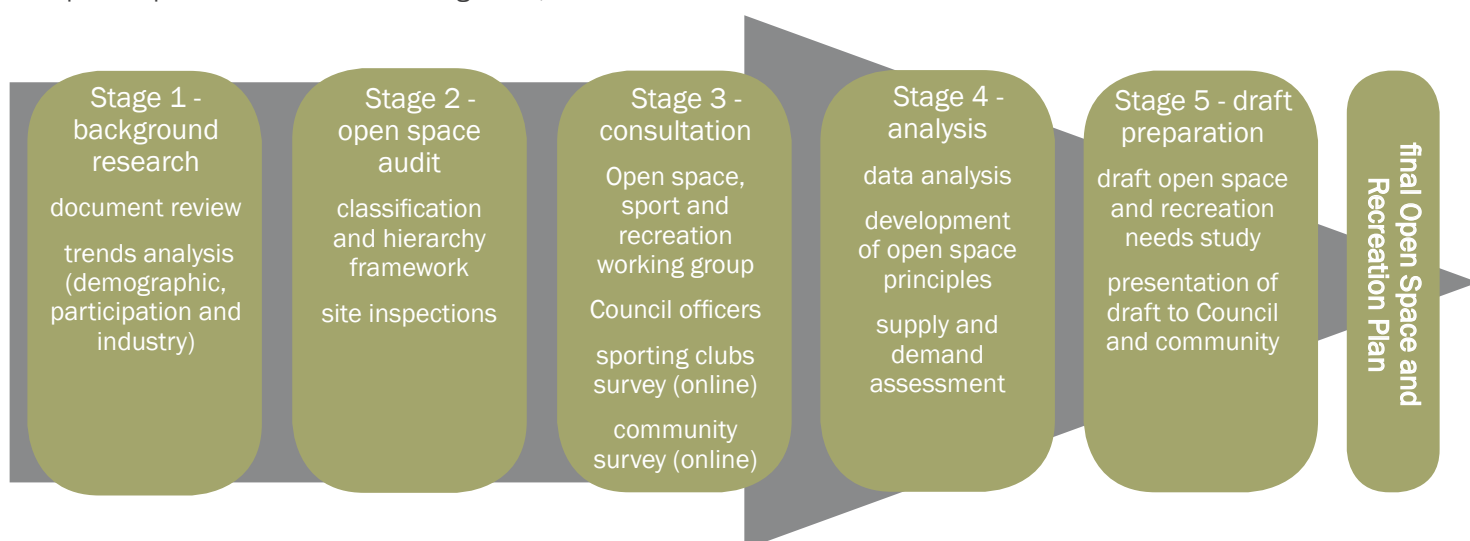 Stage 1 -
background
research
document review
trends analysis
(demographic,
participation and
industry)
Stage 2 -
open space
audit
classification
and hierarchy
framework
site inspections
Stage 3 -
consultation
Open space,
sport and
recreation
working group
Council officers
sporting clubs
survey (online)
community
survey (online)
Stage 4 -
analysis
data analysis
development
of open space
principles
supply and
demand
assessment
Stage 5 - draft
preparation
draft open space
and recreation
needs study
presentation of
draft to Council
and community
final Open Space and
Recreation Plan